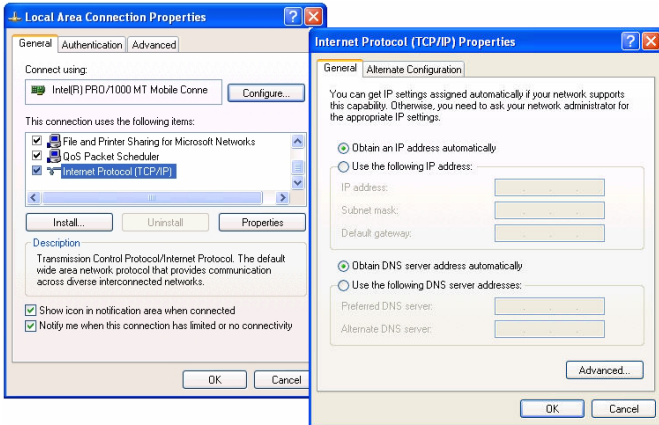 Local Area Connection Properties
General
Authentication
Advanced
Connect using:
Intel(R) PRO/1000 MT Mobile Conne
Configure...
This connection uses the following items:
File and Printer Sharing for Microsoft Networks
QoS Packet Scheduler
Internet Protocol (TCP/IP)
Install...
Uninstall
Properties
Description
Transmission Control Protocol/Internet Protocol. The default
wide area network protocol that provides communication
across diverse interconnected networks.
Show icon in notification area when connected
Notify me when this connection has limited or no connectivity
OK
Cancel
Internet Protocol (TCP/IP) Properties
General
Alternate Configuration
You can get IP settings assigned automatically if your network supports
this capability. Otherwise, you need to ask your network administrator for
the appropriate IP settings.
Obtain an IP address automatically
Use the following IP address:
IP address:
Subnet mask:
Default gateway:
Obtain DNS server address automatically
Use the following DNS server addresses:
Preferred DNS server:
Alternate DNS server:
Advanced...
OK
Cancel